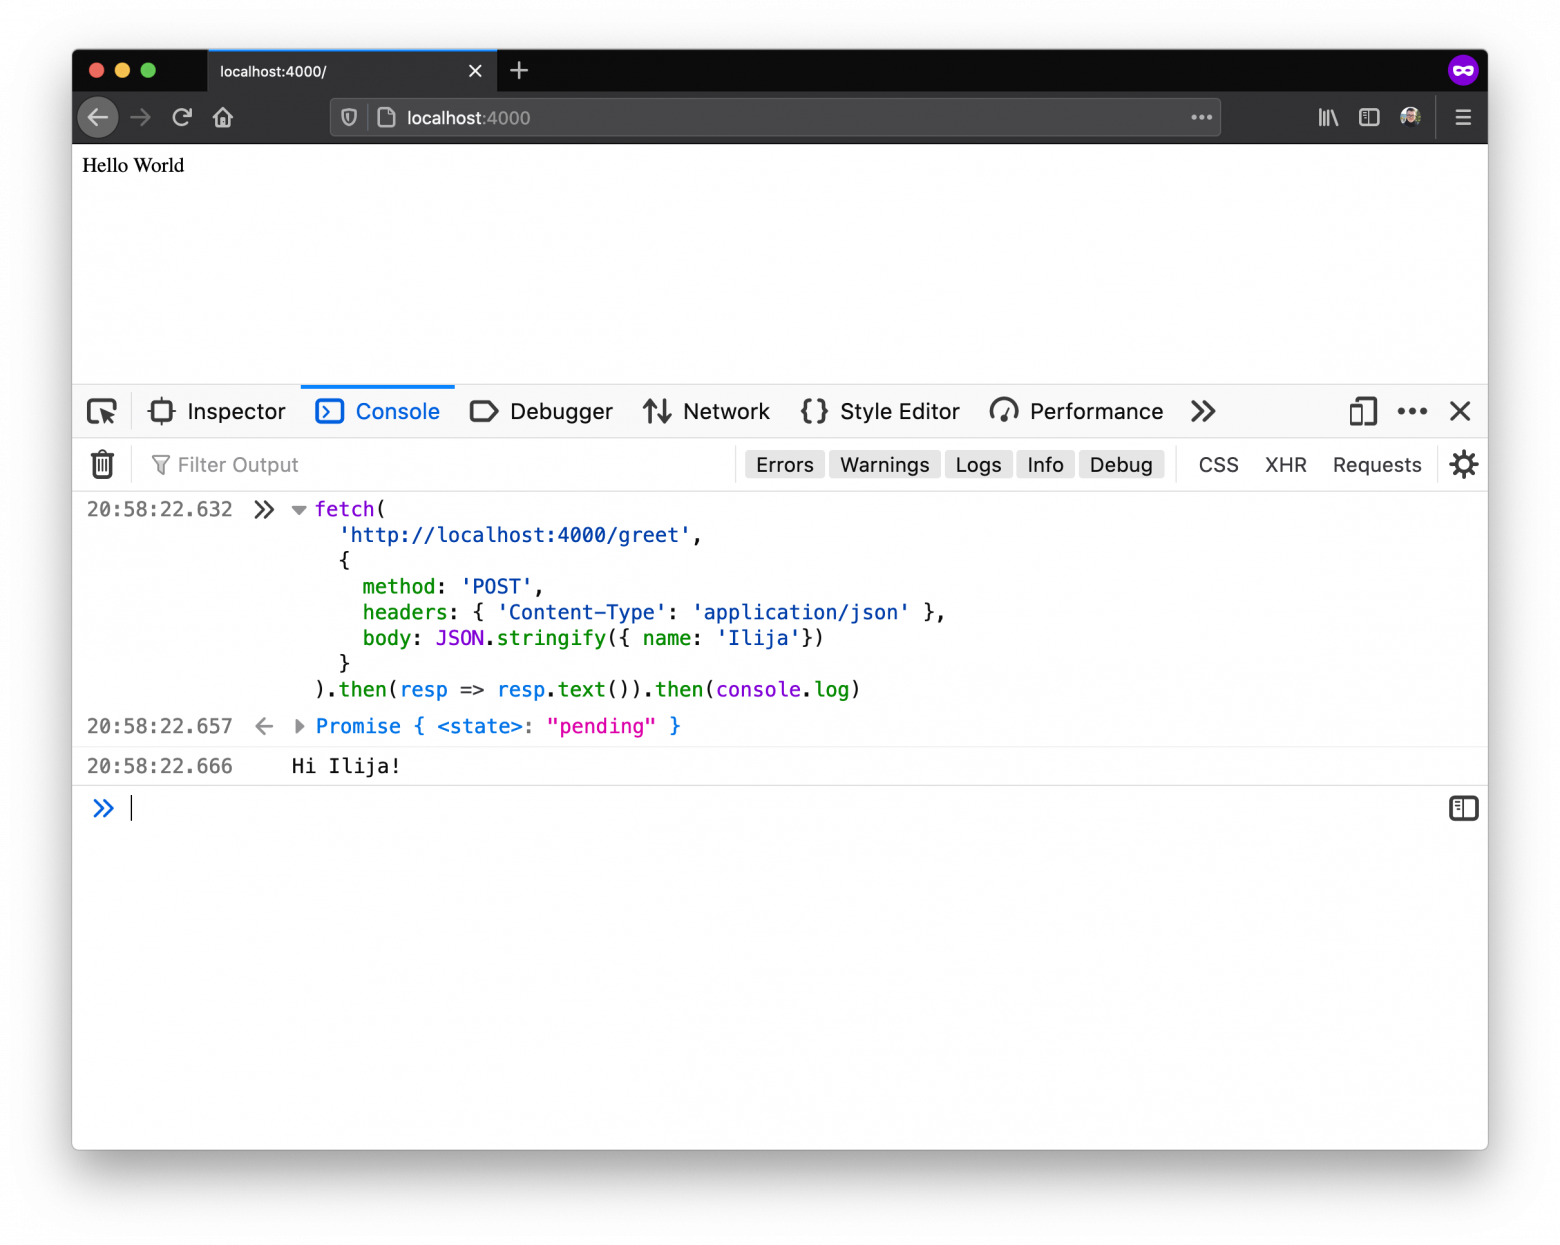 localhost:4000/
localhost:4000
Hello World
Inspector Console Debugger Network Style Editor Performance
Filter Output Errors Warnings Logs Info Debug CSS XHR Requests
20:58:22.632 fetch(
'http://localhost:4000/greet',
{
method: 'POST',
headers: { 'Content-Type': 'application/json' },
body: JSON.stringify({ name: 'Ilija'})
}
).then(resp => resp.text()).then(console.log)
20:58:22.657 Promise { <state>: "pending" }
20:58:22.666 Hi Ilija!